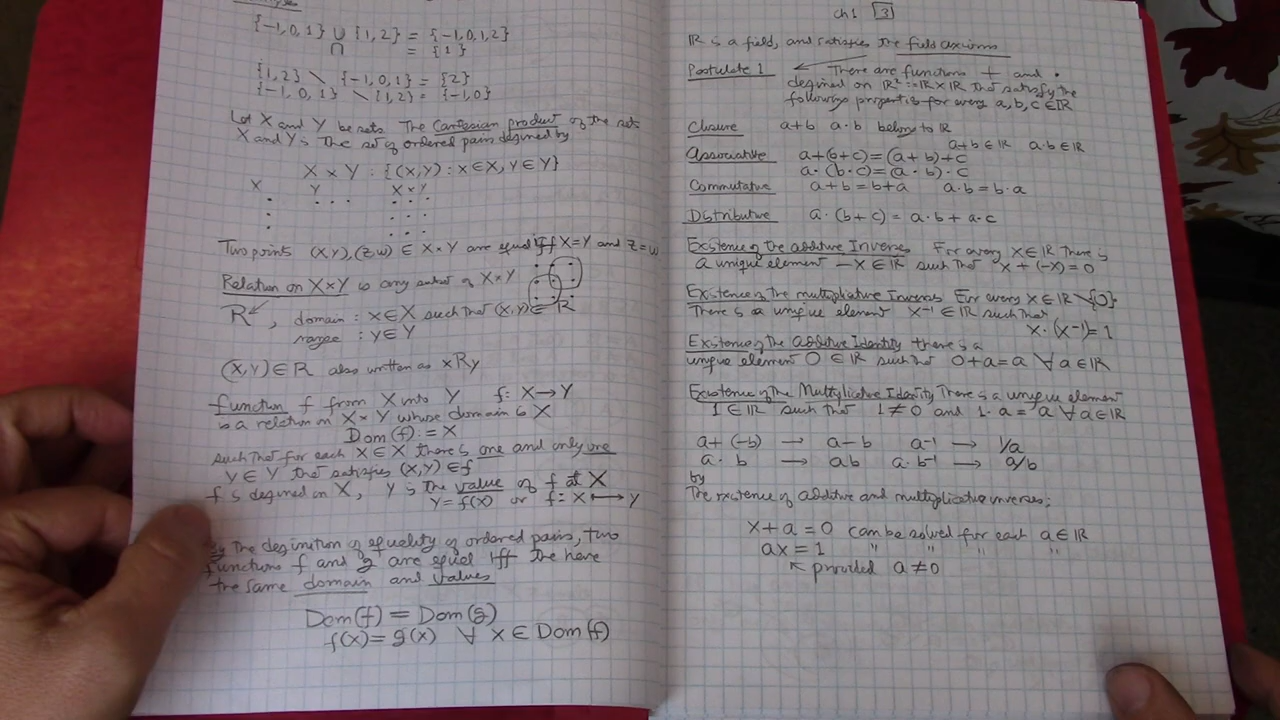 {-1,0,1} ∪ {1,2} = {-1,0,1,2}
∩ = {1}
{1,2} \ {-1,0,1} = {2}
{-1,0,1} \ {1,2} = {-1,0}
Let X and Y be sets. The Cartesian product of the sets
X and Y is the set of ordered pairs defined by
X × Y : {(x,y) : x∈X, y∈Y}
X Y X×Y
Two points (x,y), (z,w) ∈ X×Y are equal iff x=y and z=w
Relation on X×Y is any subset of X×Y
R, domain : x∈X such that (x,y)∈R
range : y∈Y
(x,y)∈R also written as xRy
function f from X into Y f: X→Y
is a relation on X×Y whose domain is X
Dom(f) := X
such that for each x∈X there is one and only one
y∈Y that satisfies (x,y)∈f
f is defined on X, y is the value of f at x
y=f(x) or f: x⟼y
By the definition of equality of ordered pairs, two
functions f and g are equal iff the have
the same domain and values
Dom(f) = Dom(g)
f(x)=g(x) ∀ x∈Dom(f)
ch1 3
ℝ is a field, and satisfies the field axioms
Postulate 1 There are functions + and ·
defined on ℝ² := ℝ×ℝ that satisfy the
following properties for every a,b,c∈ℝ
Closure a+b a·b belong to ℝ
a+b∈ℝ a·b∈ℝ
Associative a+(b+c)=(a+b)+c
a·(b·c)=(a·b)·c
Commutative a+b=b+a a·b=b·a
Distributive a·(b+c)=a·b+a·c
Existence of the additive Inverse For every x∈ℝ There is
a unique element -x∈ℝ such that x+(-x)=0
Existence of the multiplicative Inverse For every x∈ℝ\{0}
There is a unique element x⁻¹∈ℝ such that
x·(x⁻¹)=1
Existence of the additive Identity there is a
unique element 0∈ℝ such that 0+a=a ∀a∈ℝ
Existence of the Multiplicative Identity There is a unique element
1∈ℝ such that 1≠0 and 1·a=a ∀a∈ℝ
a+(-b) → a-b a⁻¹ → 1/a
a·b → ab a·b⁻¹ → a/b
by
The existence of additive and multiplicative inverses;
x+a=0 can be solved for each a∈ℝ
ax=1 " " " "
↖ provided a≠0